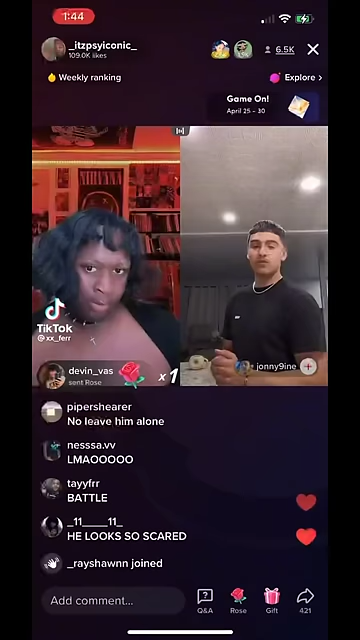 1:44
_itzpsyiconic_
109.0K likes
6.5K
Weekly ranking
Explore >
Game On!
April 25 - 30
TikTok
@xx_ferr
devin_vas
sent Rose
x1
jonny9ine
pipershearer
No leave him alone
nesssa.vv
LMAOOOOO
tayyfrr
BATTLE
_11____11_
HE LOOKS SO SCARED
_rayshawnn joined
Add comment...
Q&A
Rose
Gift
421